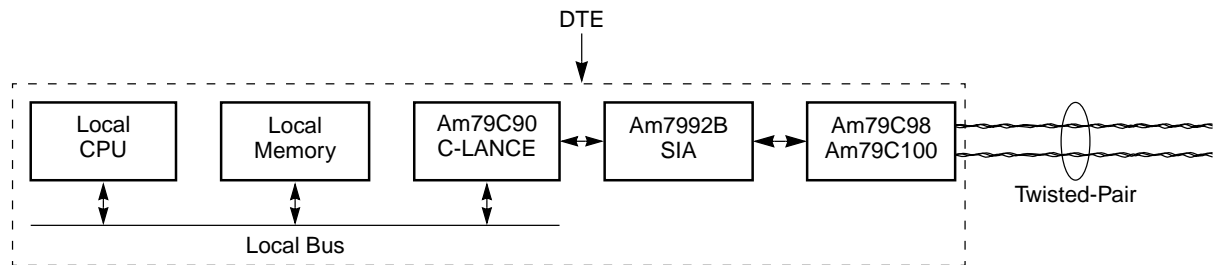 DTE
Local
CPU
Local
Memory
Am79C90
C-LANCE
Am7992B
SIA
Am79C98
Am79C100
Twisted-Pair
Local Bus